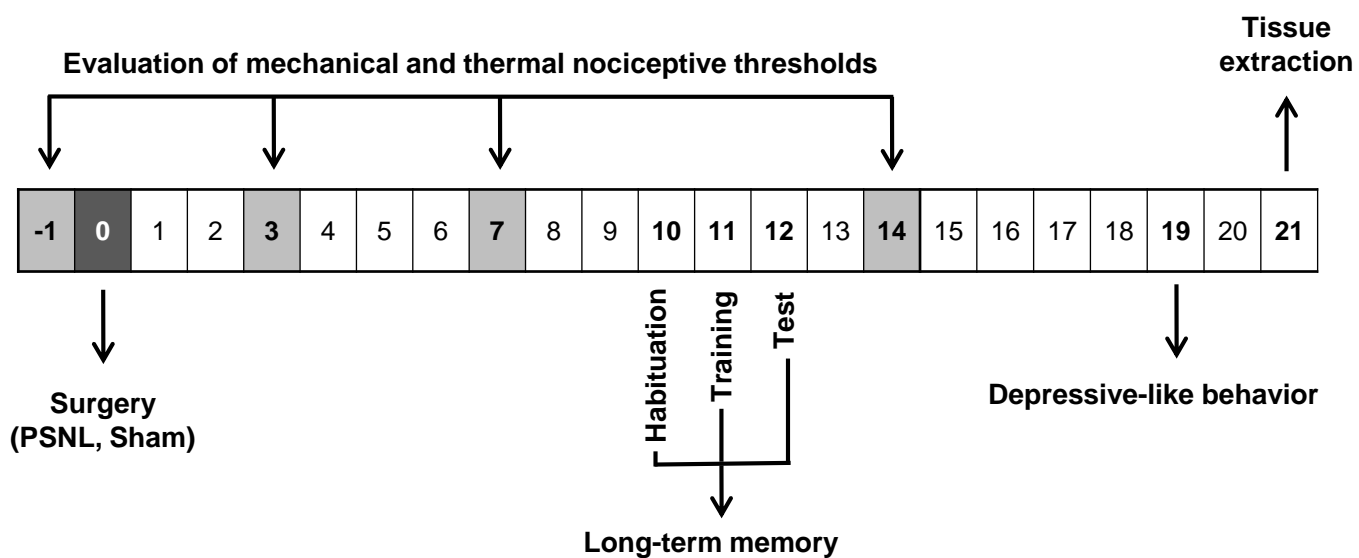 Tissue
extraction
Evaluation of mechanical and thermal nociceptive thresholds
-1 0 1 2 3 4 5 6 7 8 9 10 11 12 13 14 15 16 17 18 19 20 21
Habituation
Training
Test
Surgery
(PSNL, Sham)
Depressive-like behavior
Long-term memory